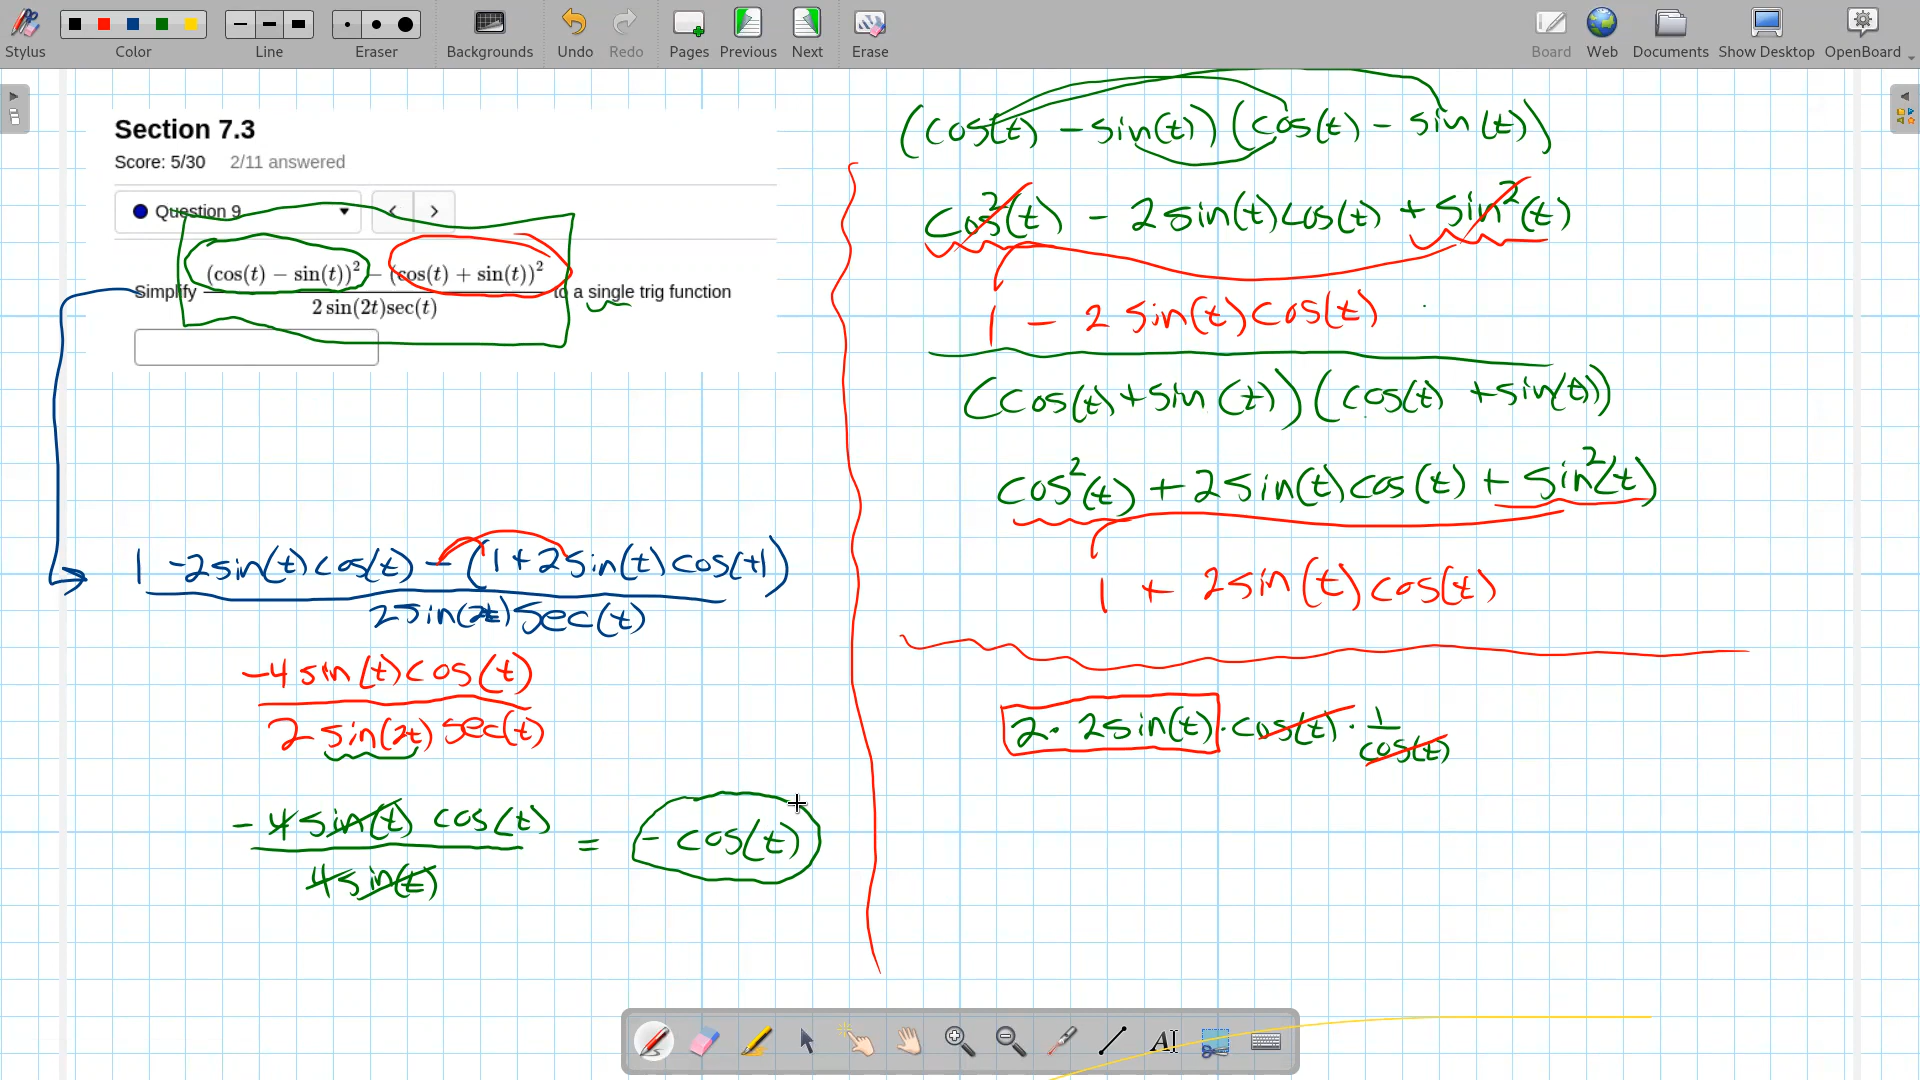 Stylus Color Line Eraser Backgrounds Undo Redo Pages Previous Next Erase Board Web Documents Show Desktop OpenBoard
Section 7.3
Score: 5/30 2/11 answered
Question 9
Simplify \frac{(cos(t) − sin(t))² − (cos(t) + sin(t))²}{2 sin(2t)sec(t)} to a single trig function
1 -2sin(t)cos(t) - (1+2sin(t)cos(t))
2sin(2t)sec(t)
-4sin(t)cos(t)
2sin(2t)sec(t)
- 4sin(t) cos(t)
4sin(t)
= - cos(t)
(cos(t) - sin(t))(cos(t) - sin(t))
cos²(t) - 2sin(t)cos(t) + sin²(t)
1 - 2 sin(t)cos(t)
(cos(t)+sin(t))(cos(t)+sin(t))
cos²(t) + 2sin(t)cos(t) + sin²(t)
1 + 2sin(t)cos(t)
2· 2sin(t)·cos(t)· \frac{1}{cos(t)}
AI